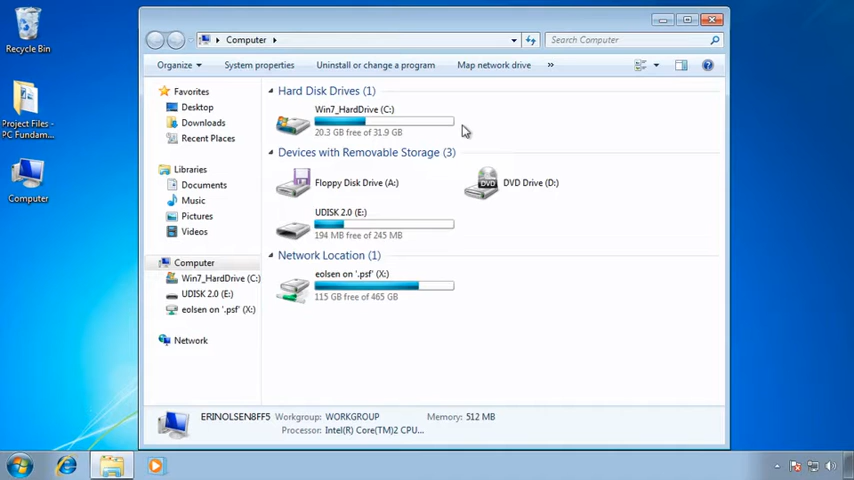 Recycle Bin
Project Files -
PC Fundam...
Computer
Computer
Search Computer
Organize
System properties
Uninstall or change a program
Map network drive
»
Favorites
Desktop
Downloads
Recent Places
Libraries
Documents
Music
Pictures
Videos
Computer
Win7_HardDrive (C:)
UDISK 2.0 (E:)
eolsen on '.psf' (X:)
Network
Hard Disk Drives (1)
Win7_HardDrive (C:)
20.3 GB free of 31.9 GB
Devices with Removable Storage (3)
Floppy Disk Drive (A:)
DVD
DVD Drive (D:)
UDISK 2.0 (E:)
194 MB free of 245 MB
Network Location (1)
eolsen on '.psf' (X:)
115 GB free of 465 GB
ERINOLSEN8FF5 Workgroup: WORKGROUP Memory: 512 MB
Processor: Intel(R) Core(TM)2 CPU...